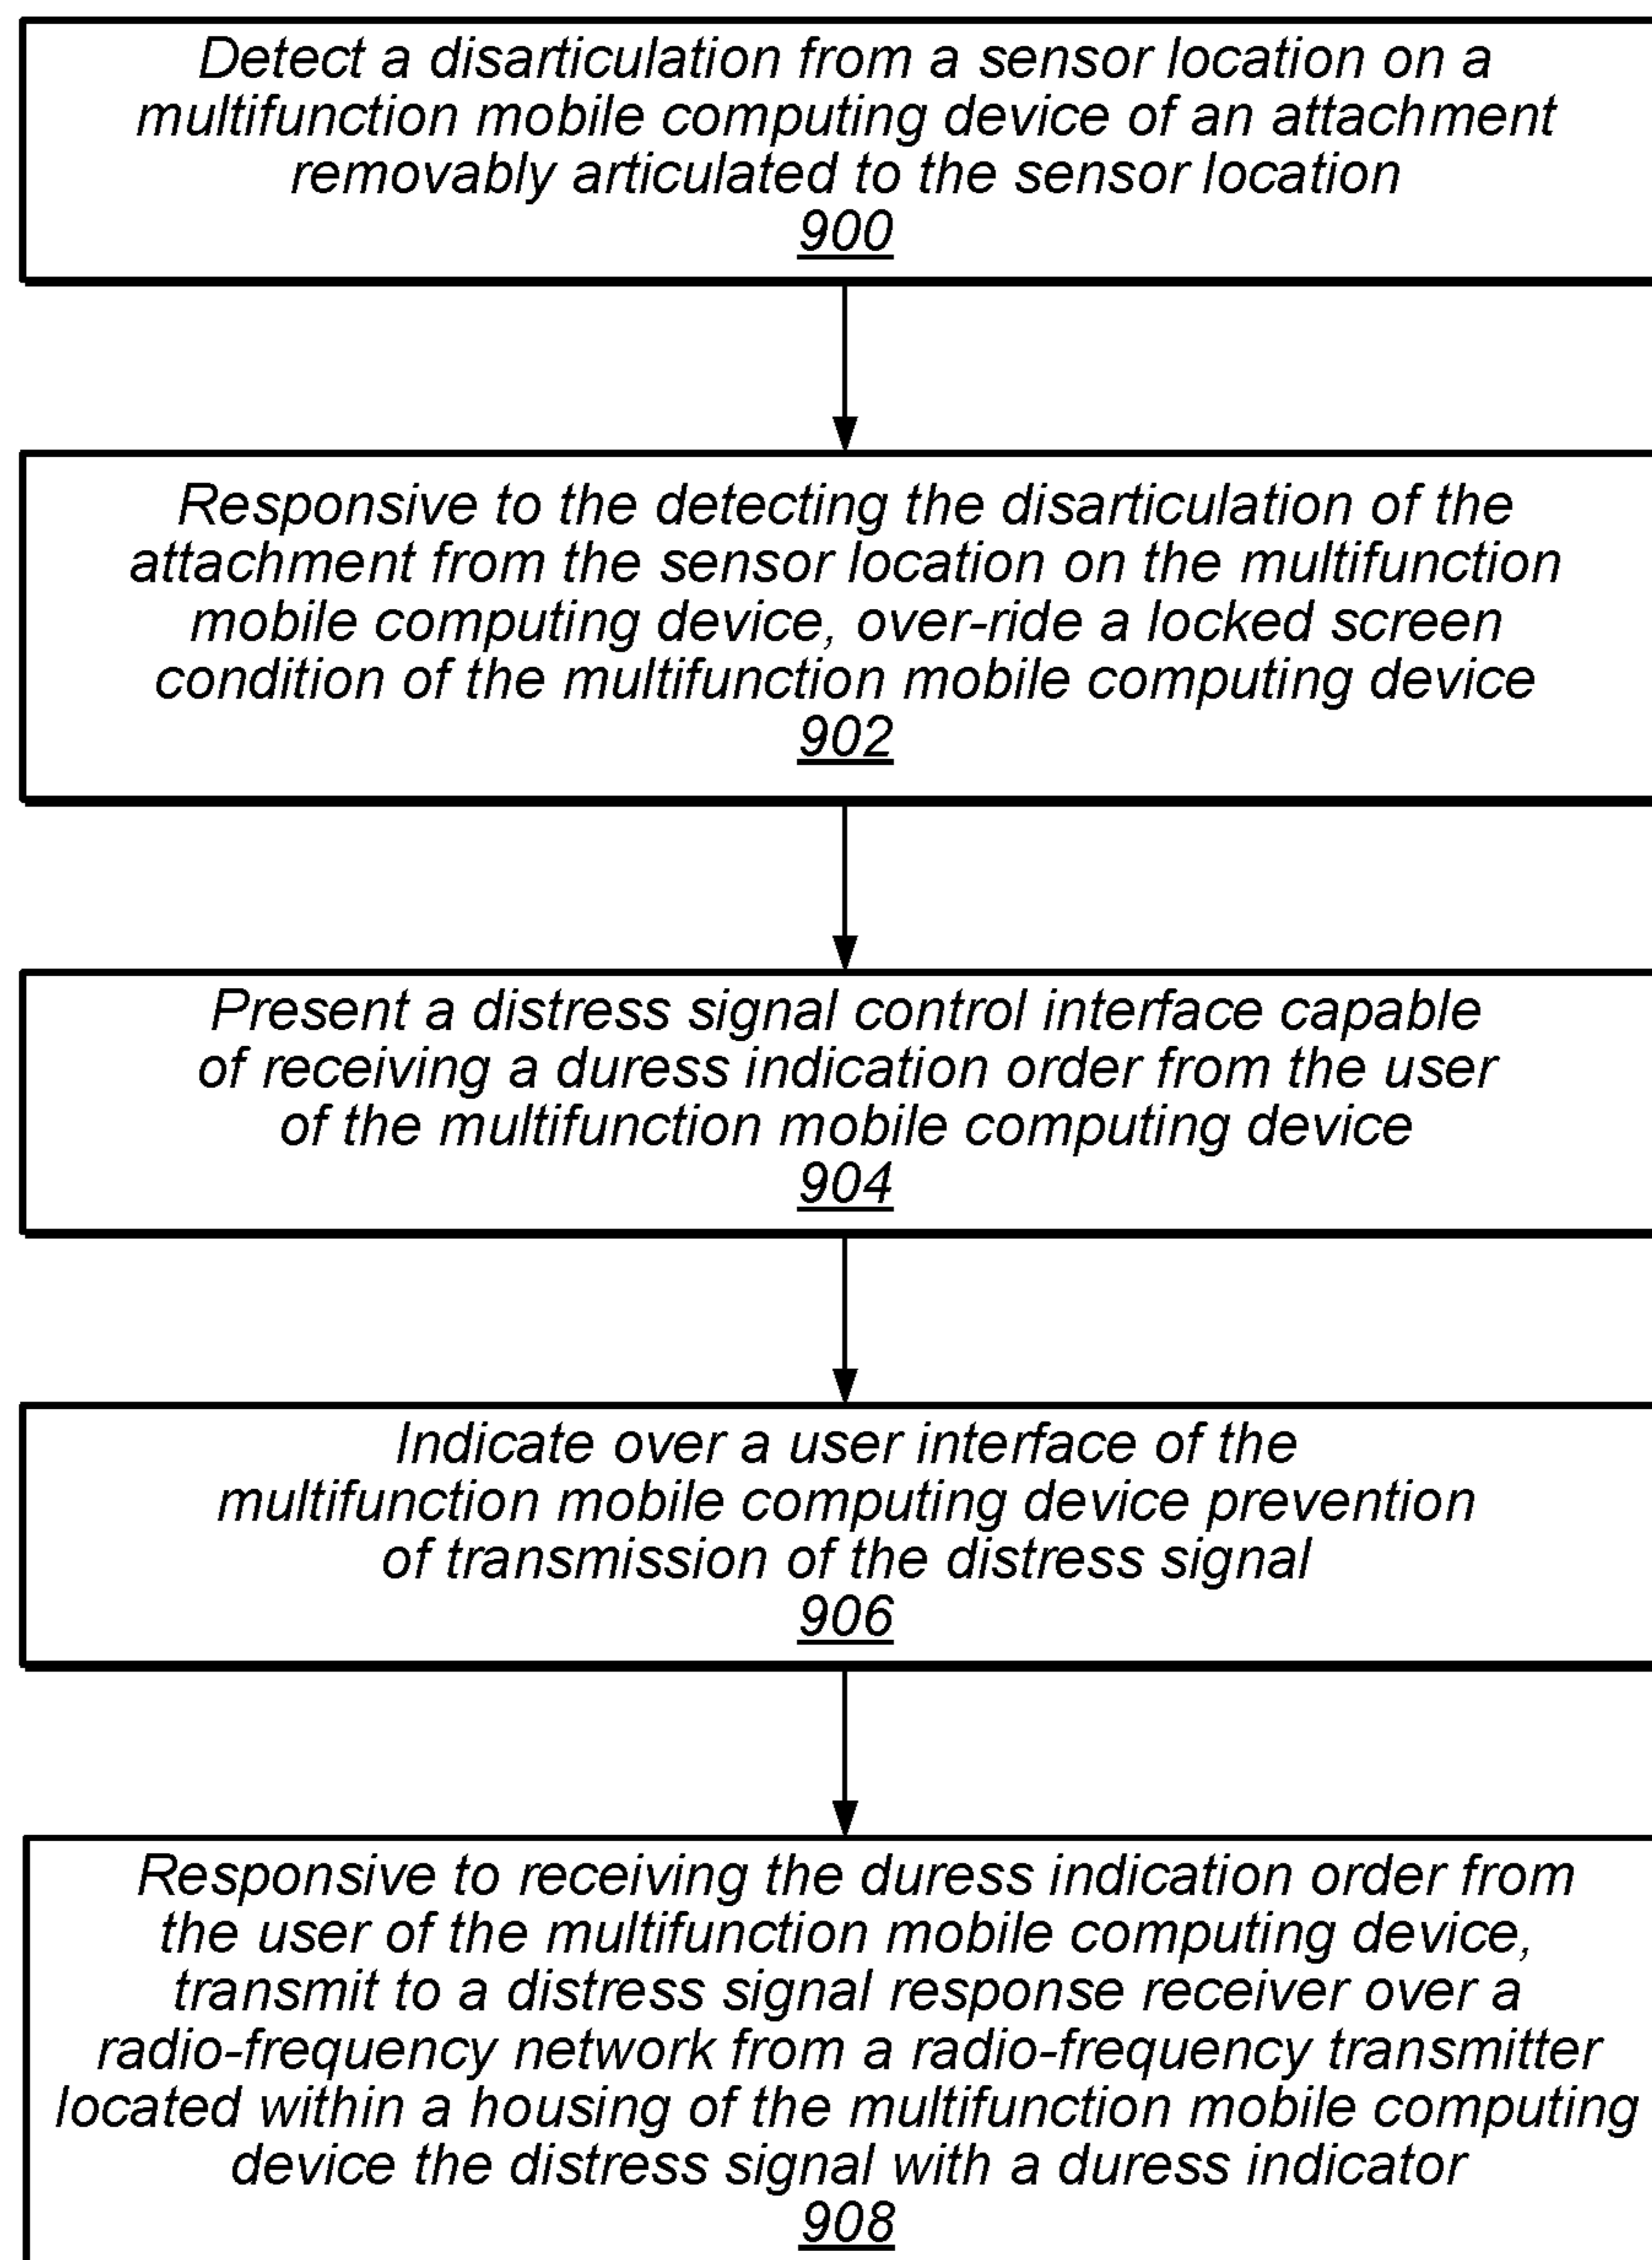 Detect a disarticulation from a sensor location on a
multifunction mobile computing device of an attachment
removably articulated to the sensor location
900
Responsive to the detecting the disarticulation of the
attachment from the sensor location on the multifunction
mobile computing device, over-ride a locked screen
condition of the multifunction mobile computing device
902
Present a distress signal control interface capable
of receiving a duress indication order from the user
of the multifunction mobile computing device
904
Indicate over a user interface of the
multifunction mobile computing device prevention
of transmission of the distress signal
906
Responsive to receiving the duress indication order from
the user of the multifunction mobile computing device,
transmit to a distress signal response receiver over a
radio-frequency network from a radio-frequency transmitter
located within a housing of the multifunction mobile computing
device the distress signal with a duress indicator
908